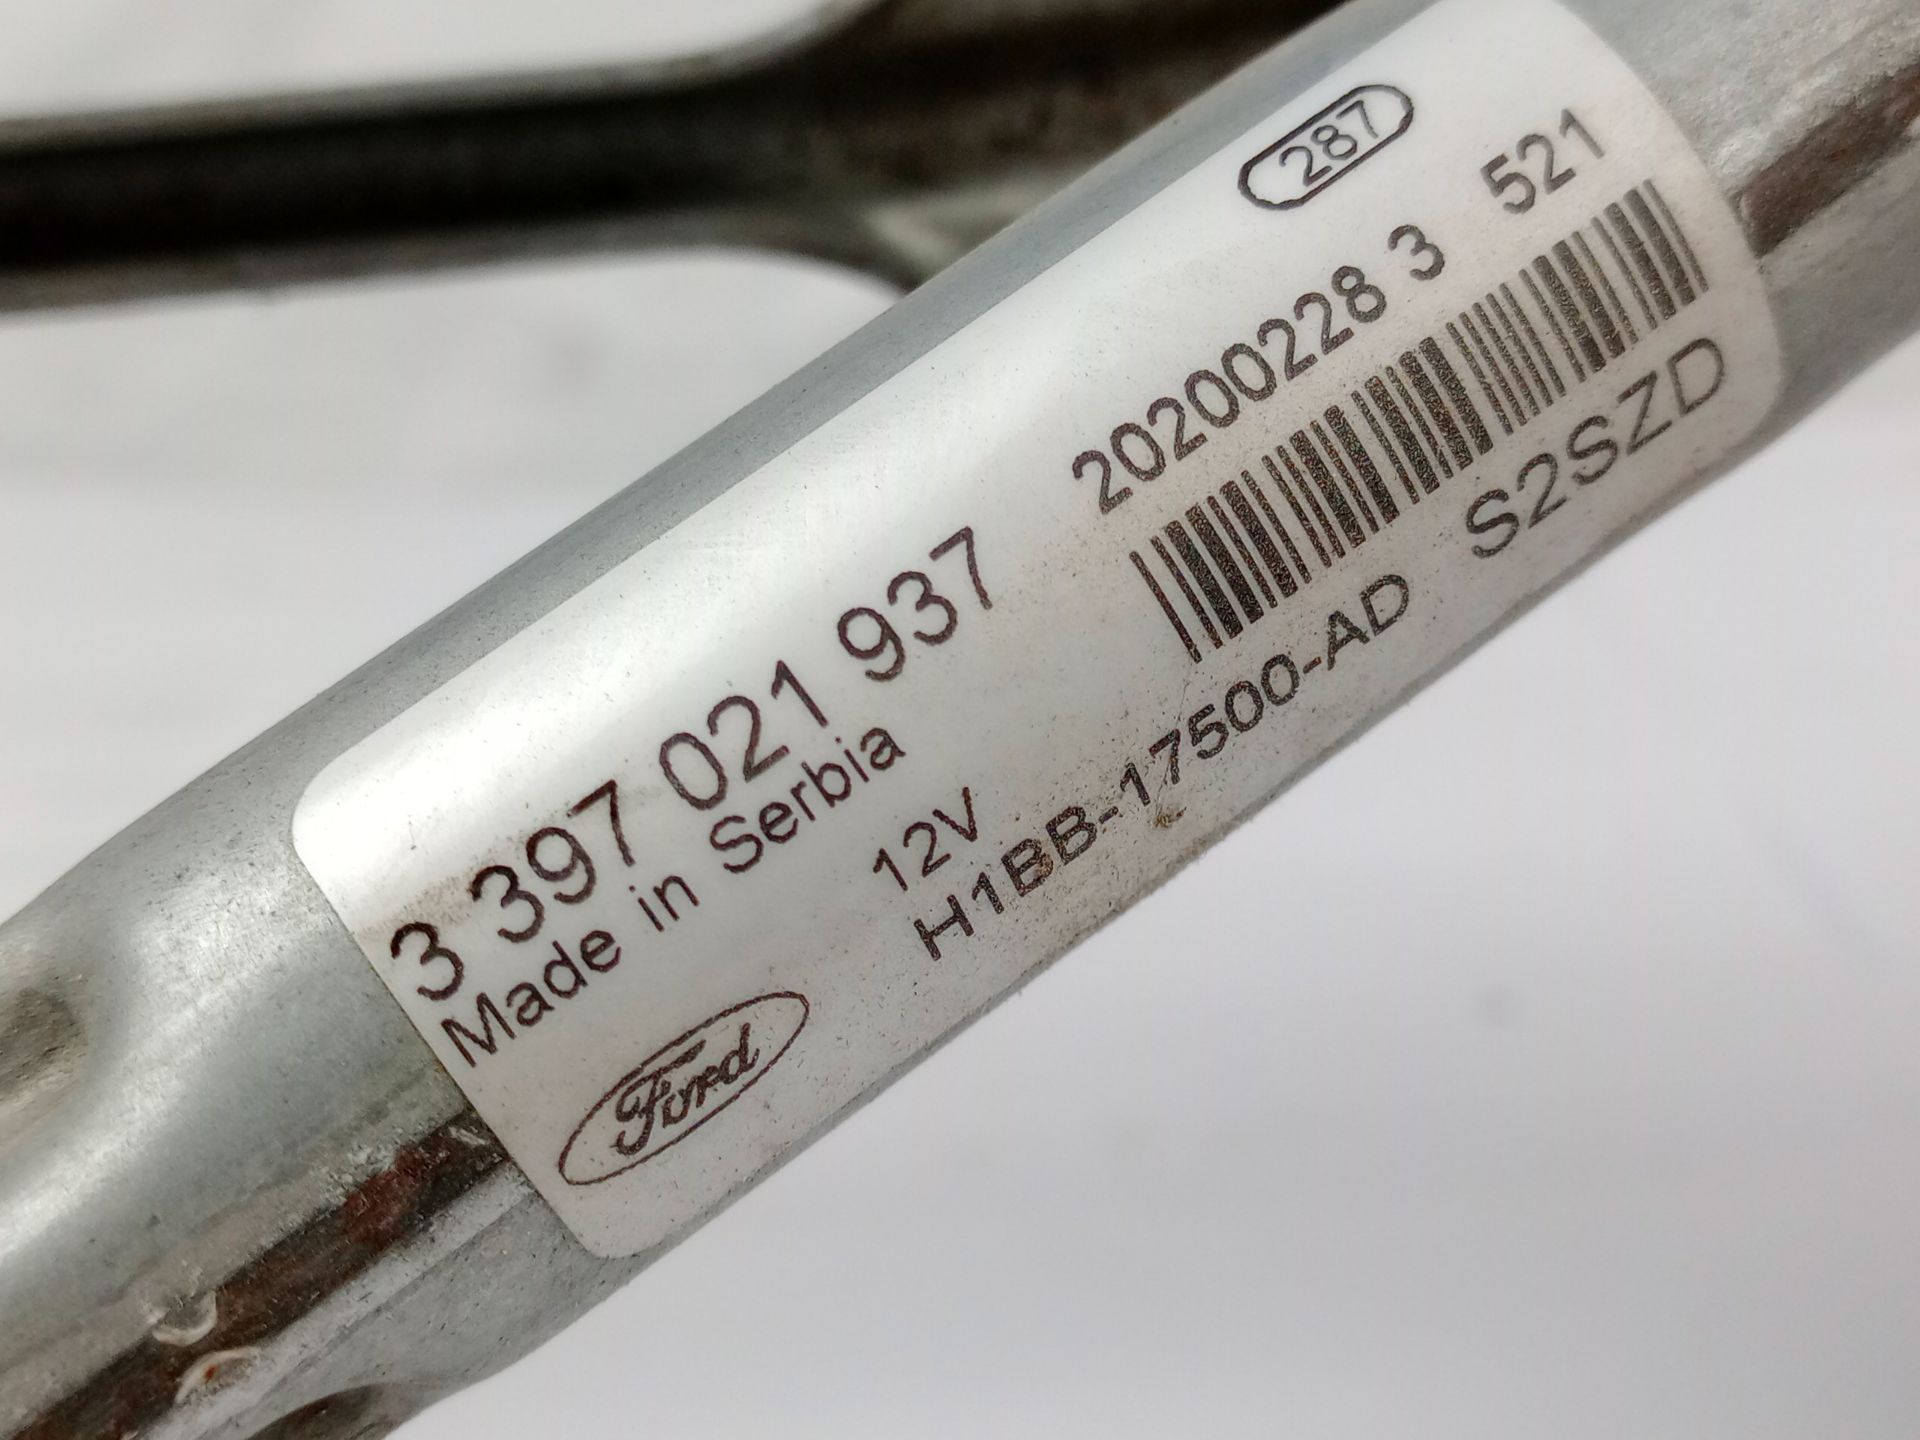 287
20200228 3 521
3 397 021 937
Made in Serbia
12V
H1BB-17500-AD S2SZD
Ford